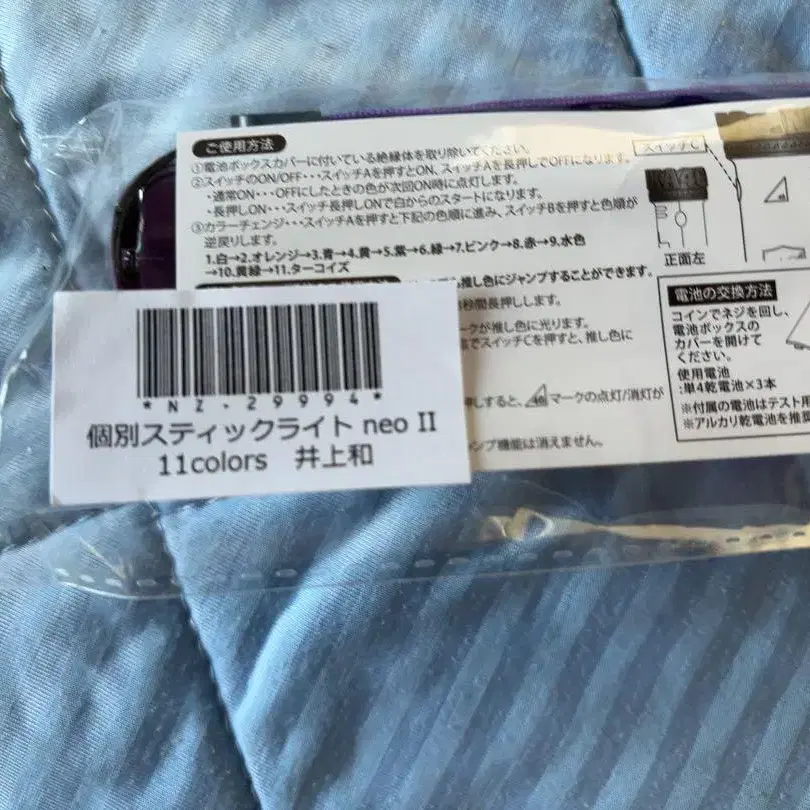 ご使用方法
①電池ボックスカバーに付いている絶縁体を取り除いてください。
②スイッチのON/OFF・・・スイッチAを押すとON、スイッチAを長押しでOFFになります。
・通常ON・・・OFFにしたときの色が次回ON時に点灯します。
・長押しON・・・スイッチ長押しONで白からのスタートになります。
③カラーチェンジ・・・スイッチAを押すと下記の色順に進み、スイッチBを押すと色順が
逆戻りします。
1.白→2.オレンジ→3.青→4.黄→5.紫→6.緑→7.ピンク→8.赤→9.水色
→10.黄緑→11.ターコイズ
推し色にジャンプすることができます。
秒間長押しします。
ークが推し色に光ります。
でスイッチCを押すと、推し色に
押しすると、
マークの点灯/消灯が
ンプ機能は消えません。
スイッチC
正面左
電池の交換方法
コインでネジを回し、
電池ボックスの
カバーを開けて
ください。
使用電池
:単4乾電池×3本
※付属の電池はテスト用
※アルカリ乾電池を推奨
*NZ-29994*
個別スティックライト neo II
11colors 井上和